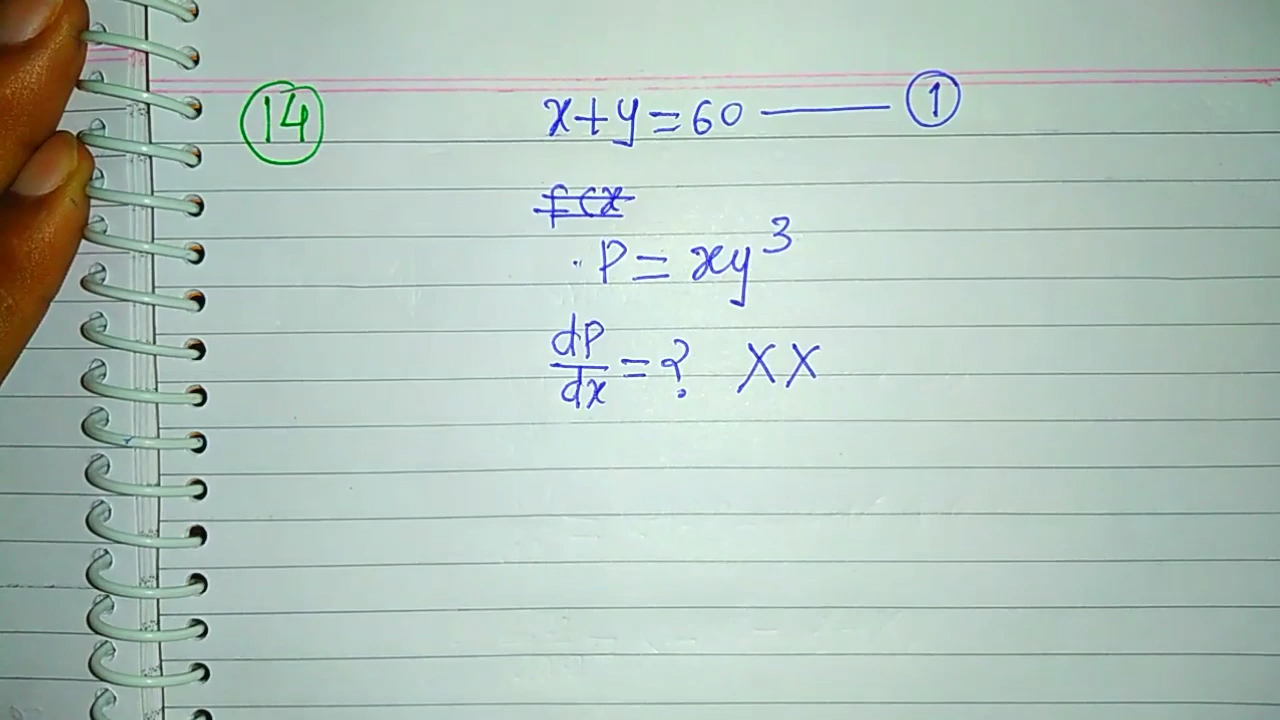 14 x+y=60 —— 1
f(x
. P=xy³
dP/dx=? XX